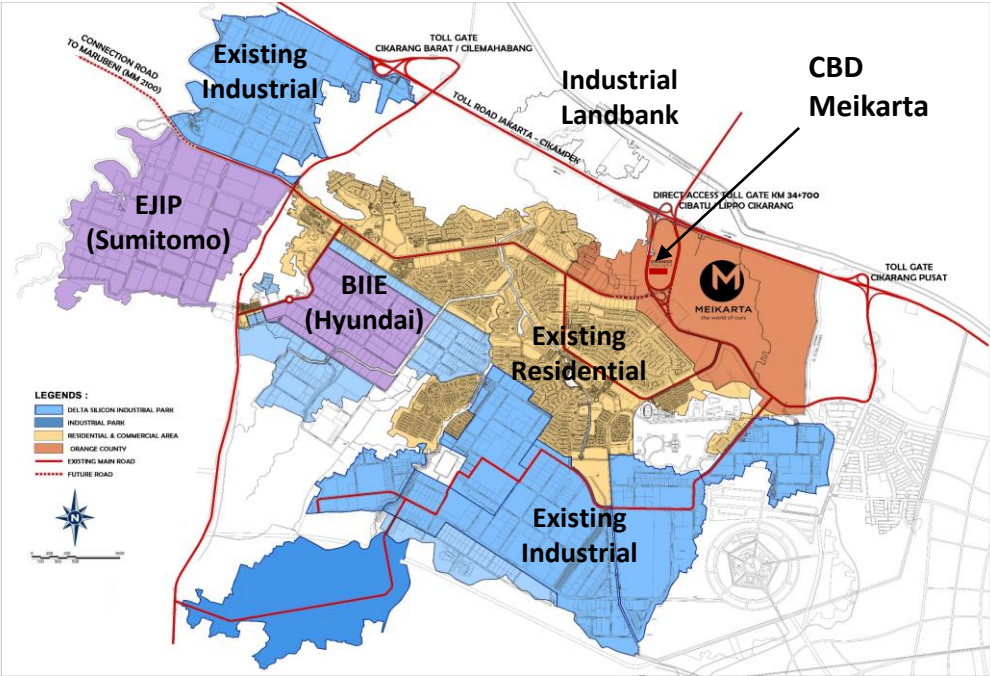 Existing
Industrial
TOLL GATE
CIKARANG BARAT / CILEMAHABANG
CONNECTION ROAD
TO MARUBENI (MM 2100)
Industrial
Landbank
CBD
Meikarta
TOLL ROAD JAKARTA - CIKAMPEK
EJIP
(Sumitomo)
DIRECT ACCESS TOLL GATE KM 34+700
CIBATU / LIPPO CIKARANG
TOLL GATE
CIKARANG PUSAT
ORANGE
M
MEIKARTA
the world of ours
BIIE
(Hyundai)
Existing
Residential
LEGENDS :
DELTA SILICON INDUSTRIAL PARK
INDUSTRIAL PARK
RESIDENTIAL & COMMERCIAL AREA
ORANGE COUNTY
EXISTING MAIN ROAD
FUTURE ROAD
N
Existing
Industrial